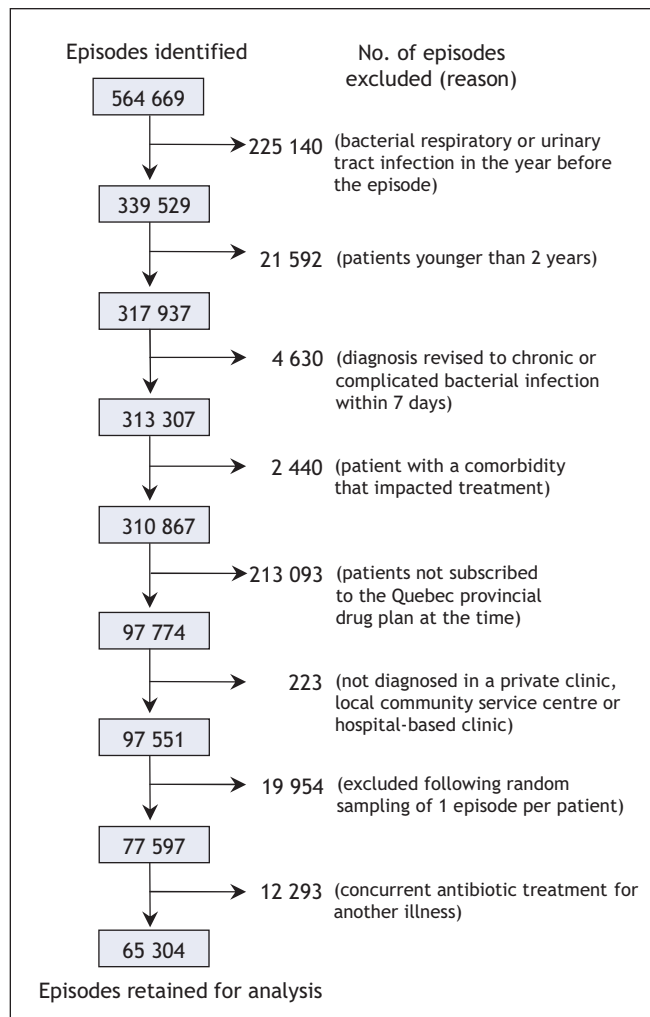 Episodes identified
No. of episodes
excluded (reason)
564 669
225 140 (bacterial respiratory or urinary
tract infection in the year before
the episode)
339 529
21 592 (patients younger than 2 years)
317 937
4 630 (diagnosis revised to chronic or
complicated bacterial infection
within 7 days)
313 307
2 440 (patient with a comorbidity
that impacted treatment)
310 867
213 093 (patients not subscribed
to the Quebec provincial
drug plan at the time)
97 774
223 (not diagnosed in a private clinic,
local community service centre or
hospital-based clinic)
97 551
19 954 (excluded following random
sampling of 1 episode per patient)
77 597
12 293 (concurrent antibiotic treatment for
another illness)
65 304
Episodes retained for analysis